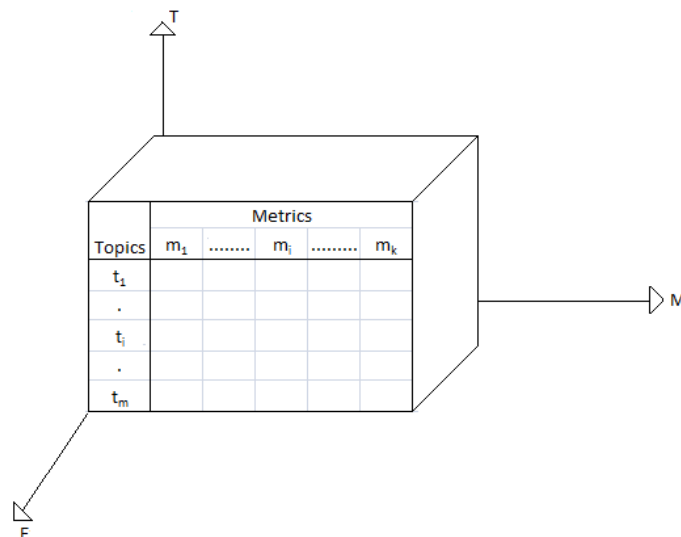 T
Metrics
Topics m₁ ........ mᵢ ......... mₖ
t₁
.
tᵢ
.
tₘ
M